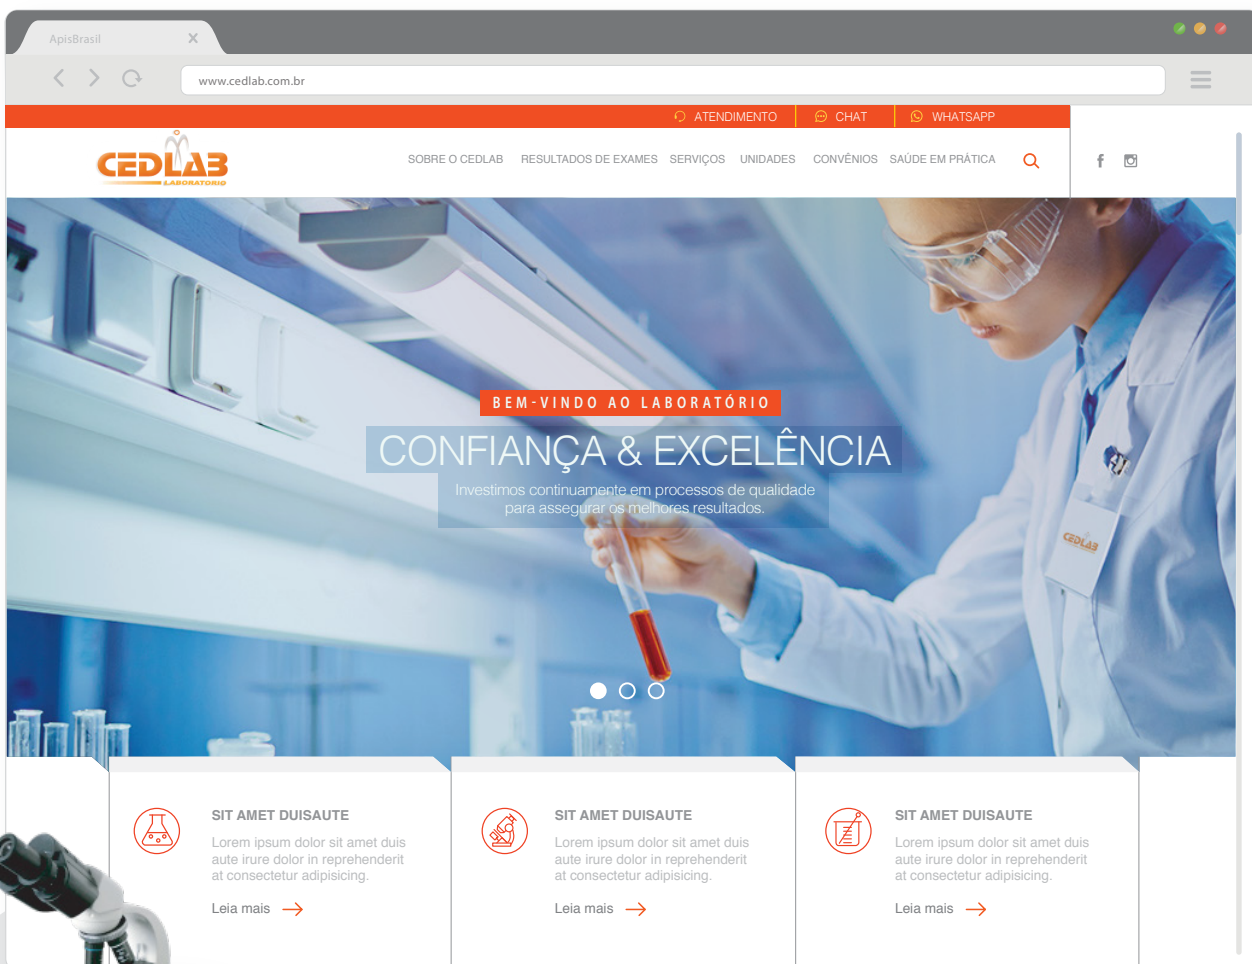 ApisBrasil X
www.cedlab.com.br
ATENDIMENTO CHAT WHATSAPP
CEDLAB
LABORATORIO
SOBRE O CEDLAB RESULTADOS DE EXAMES SERVIÇOS UNIDADES CONVÊNIOS SAÚDE EM PRÁTICA
BEM-VINDO AO LABORATÓRIO
CONFIANÇA & EXCELÊNCIA
Investimos continuamente em processos de qualidade
para assegurar os melhores resultados.
CEDLAB
SIT AMET DUISAUTE
Lorem ipsum dolor sit amet duis
aute irure dolor in reprehenderit
at consectetur adipisicing.
Leia mais
SIT AMET DUISAUTE
Lorem ipsum dolor sit amet duis
aute irure dolor in reprehenderit
at consectetur adipisicing.
Leia mais
SIT AMET DUISAUTE
Lorem ipsum dolor sit amet duis
aute irure dolor in reprehenderit
at consectetur adipisicing.
Leia mais